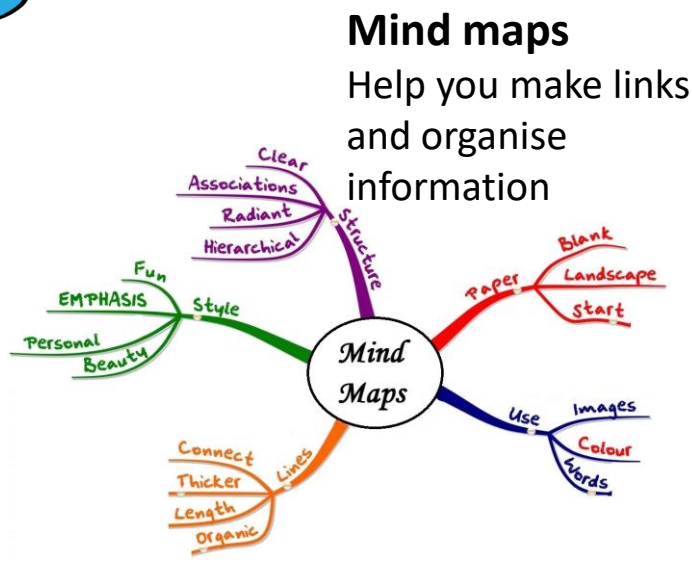 Mind maps
Help you make links
and organise
information
Clear
Associations
Radiant
Hierarchical
Structure
Blank
Landscape
Start
Paper
Fun
EMPHASIS
Personal
Beauty
Style
Mind
Maps
Use
Images
Colour
Words
Lines
Connect
Thicker
Length
Organic